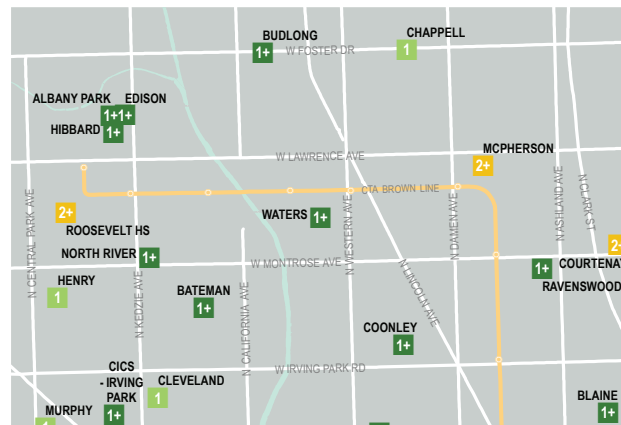 BUDLONG
1+
W FOSTER DR
CHAPPELL
1
ALBANY PARK
EDISON
1+
1+
HIBBARD
1+
W LAWRENCE AVE
MCPHERSON
2+
CTA BROWN LINE
N CENTRAL PARK AVE
2+
ROOSEVELT HS
WATERS
1+
N WESTERN AVE
N DAMEN AVE
N ASHLAND AVE
N CLARK ST
NORTH RIVER
1+
W MONTROSE AVE
COURTENAY
RAVENSWOOD
1+
HENRY
1
N KEDZIE AVE
BATEMAN
1+
N CALIFORNIA AVE
N LINCOLN AVE
COONLEY
1+
W IRVING PARK RD
CICS
- IRVING
PARK
1+
CLEVELAND
1
MURPHY
1
BLAINE
1+